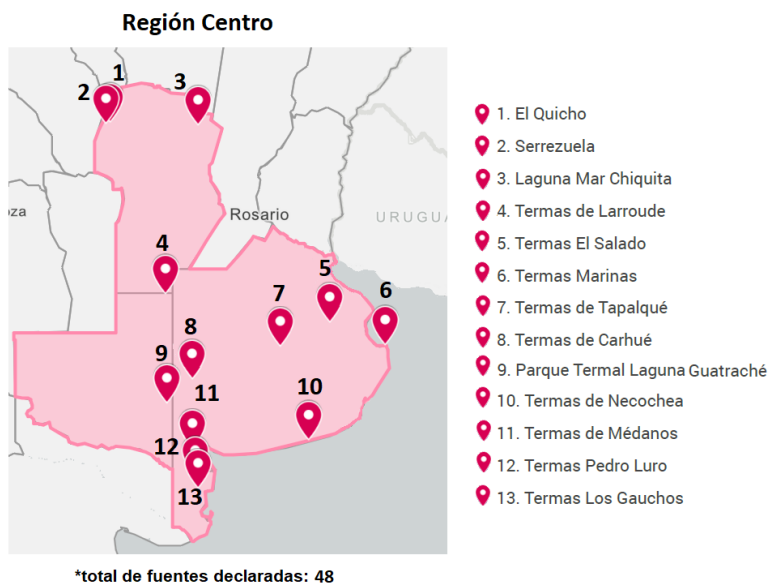 Región Centro
1
2
3
oza
Rosario
URUGUA
4
5
6
7
8
9
10
11
12
13
1. El Quicho
2. Serrezuela
3. Laguna Mar Chiquita
4. Termas de Larroude
5. Termas El Salado
6. Termas Marinas
7. Termas de Tapalqué
8. Termas de Carhué
9. Parque Termal Laguna Guatraché
10. Termas de Necochea
11. Termas de Médanos
12. Termas Pedro Luro
13. Termas Los Gauchos
*total de fuentes declaradas: 48